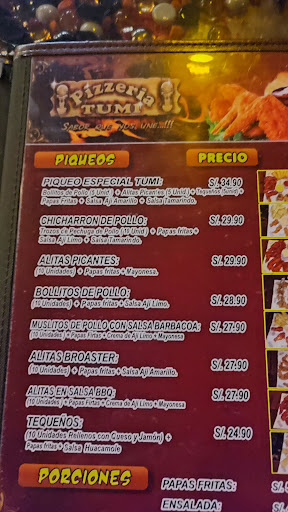 Pizzeria
TUMI
SABOR QUE NOS UNE...!!!
PIQUEOS PRECIO
PIQUEO ESPECIAL TUMI: S/. 34.90
Bollitos de Pollo (5 Unid.) + Alitas Picantes (5 Unid.) + Tequeños (5Unid) +
Papas Fritas + Salsa Ají Amarillo + Salsa Tamarindo.
CHICHARRON DE POLLO: S/. 29.90
Trozos de Pechuga de Pollo (10 Unid.) + Papas fritas +
Salsa Ají Limo + Salsa Tamarindo.
ALITAS PICANTES: S/. 29.90
(10 Unidades) + Papas fritas + Mayonesa.
BOLLITOS DE POLLO: S/. 28.90
(10 Unidades) + Papas fritas + Salsa Ají Limo.
MUSLITOS DE POLLO CON SALSA BARBACOA: S/. 27.90
(10 Unidades) + Papas Firtas + Crema de Ají Limo + Mayonesa
ALITAS BROASTER: S/. 27.90
(10 Unidades) + Papas fritas + Salsa Ají Amarillo.
ALITAS EN SALSA BBQ: S/. 27.90
(10 Unidades) + Papas Firtas + Crema de Ají Limo + Mayonesa
TEQUEÑOS: S/. 24.90
(10 Unidades Rellenos con Queso y Jamón) +
Papas fritas + Salsa Huacamole
PORCIONES
PAPAS FRITAS: S/.
ENSALADA: S/.